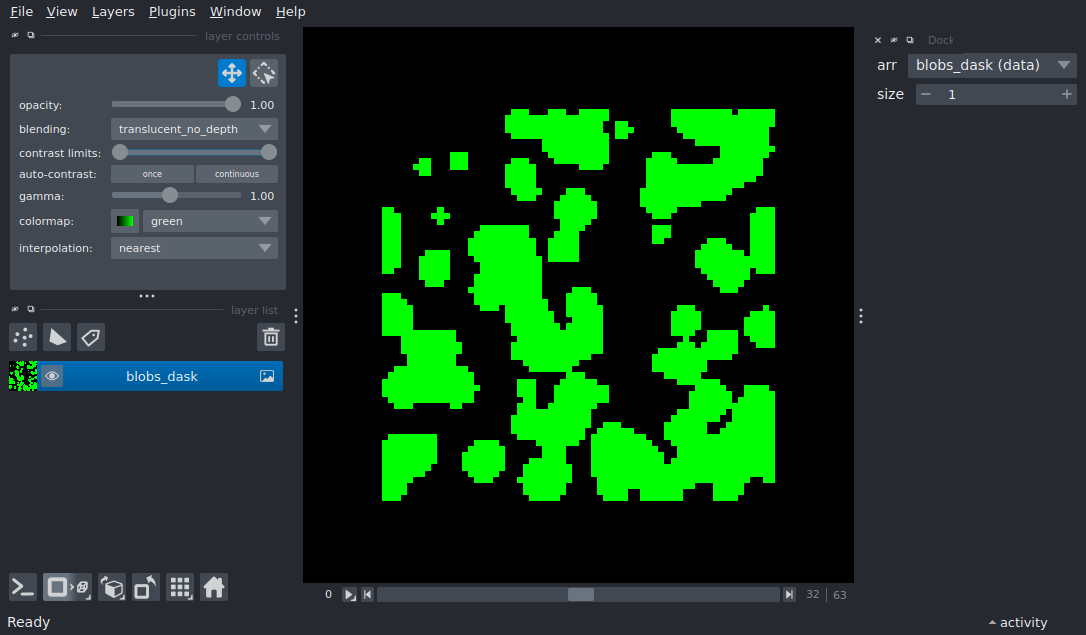 File View Layers Plugins Window Help
layer controls
opacity: 1.00
blending: translucent_no_depth
contrast limits:
auto-contrast: once continuous
gamma: 1.00
colormap: green
interpolation: nearest
layer list
blobs_dask
0 32 63
Dock
arr blobs_dask (data)
size 1
Ready
activity